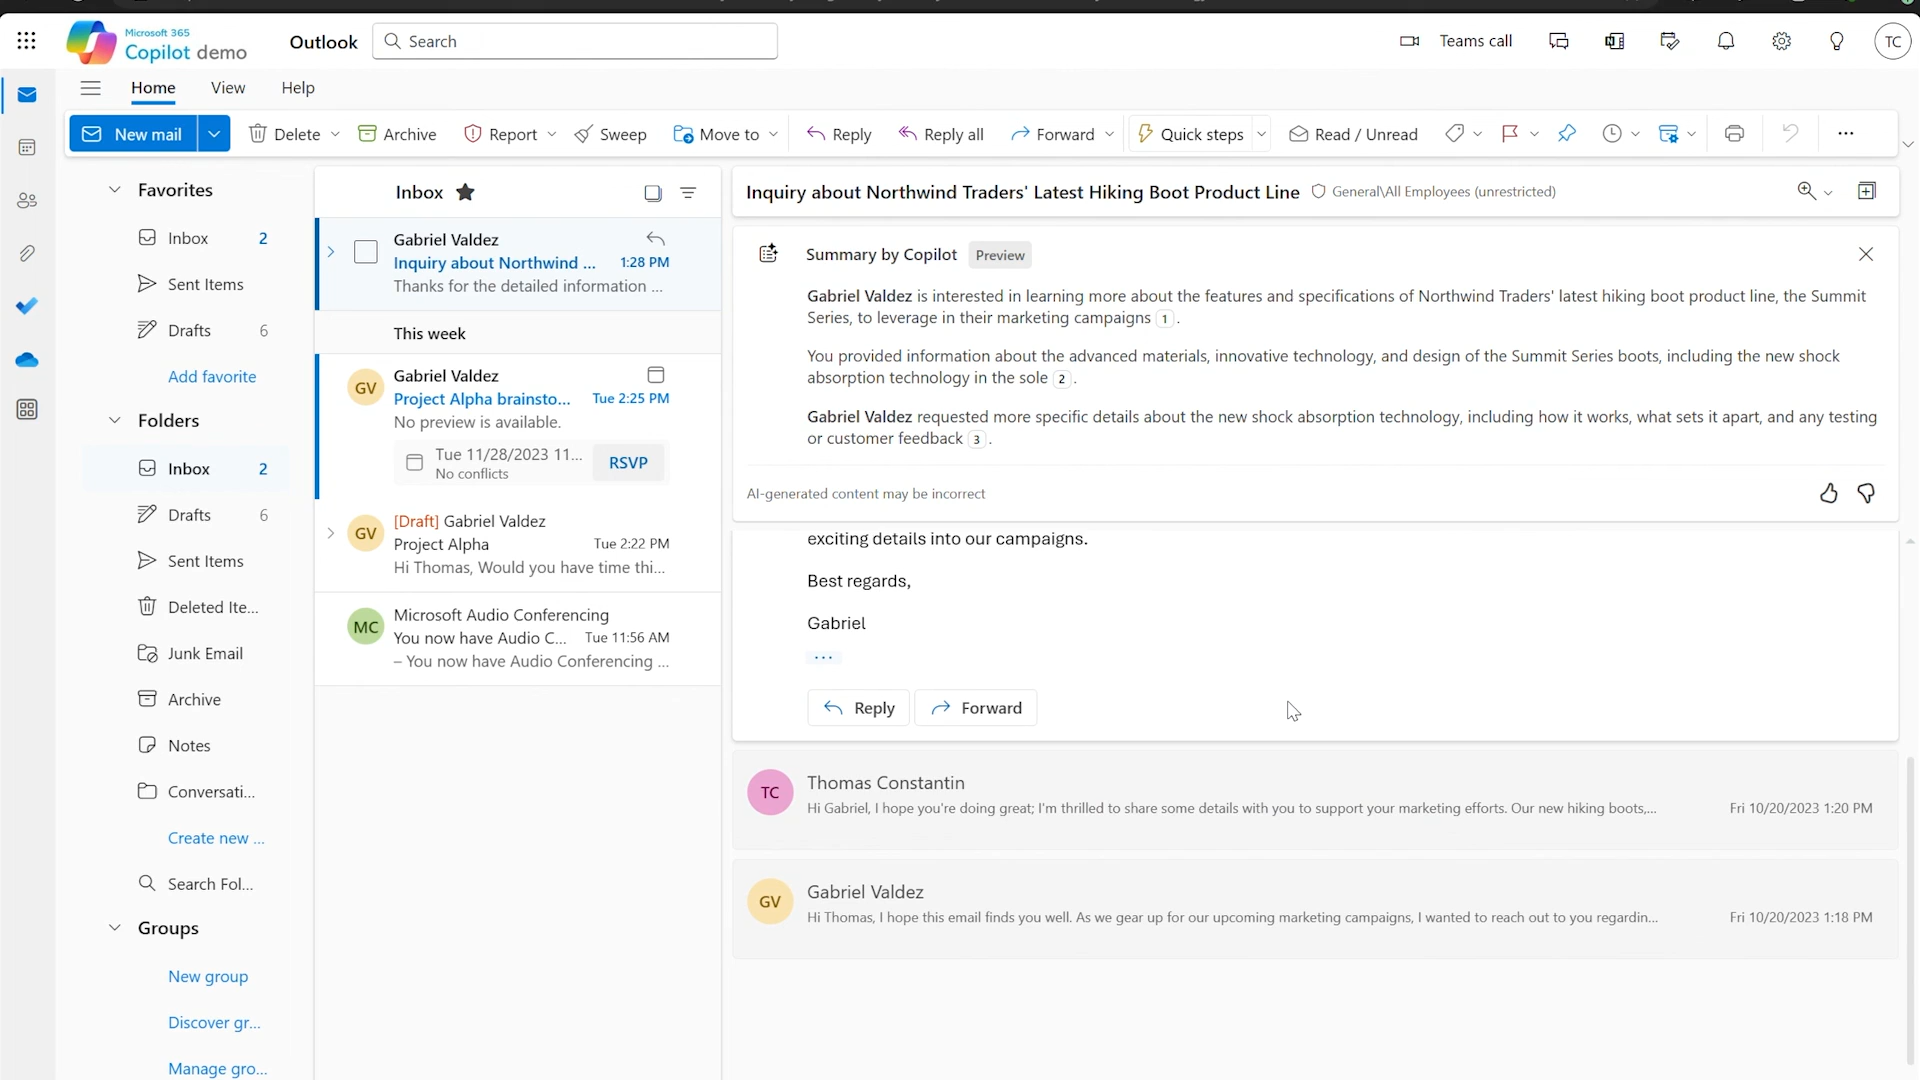 Microsoft 365
Copilot demo
Outlook
Search
Teams call
TC
Home
View
Help
New mail
Delete
Archive
Report
Sweep
Move to
Reply
Reply all
Forward
Quick steps
Read / Unread
Favorites
Inbox 2
Sent Items
Drafts 6
Add favorite
Folders
Inbox 2
Drafts 6
Sent Items
Deleted Ite...
Junk Email
Archive
Notes
Conversati...
Create new ...
Search Fol...
Groups
New group
Discover gr...
Manage gro...
Inbox
Gabriel Valdez
Inquiry about Northwind ... 1:28 PM
Thanks for the detailed information ...
This week
GV
Gabriel Valdez
Project Alpha brainsto... Tue 2:25 PM
No preview is available.
Tue 11/28/2023 11...
No conflicts
RSVP
GV
[Draft] Gabriel Valdez
Project Alpha Tue 2:22 PM
Hi Thomas, Would you have time thi...
MC
Microsoft Audio Conferencing
You now have Audio C... Tue 11:56 AM
– You now have Audio Conferencing ...
Inquiry about Northwind Traders' Latest Hiking Boot Product Line
General\All Employees (unrestricted)
Summary by Copilot Preview
Gabriel Valdez is interested in learning more about the features and specifications of Northwind Traders' latest hiking boot product line, the Summit
Series, to leverage in their marketing campaigns 1 .
You provided information about the advanced materials, innovative technology, and design of the Summit Series boots, including the new shock
absorption technology in the sole 2 .
Gabriel Valdez requested more specific details about the new shock absorption technology, including how it works, what sets it apart, and any testing
or customer feedback 3 .
AI-generated content may be incorrect
exciting details into our campaigns.
Best regards,
Gabriel
...
Reply
Forward
TC
Thomas Constantin
Hi Gabriel, I hope you're doing great; I'm thrilled to share some details with you to support your marketing efforts. Our new hiking boots,... Fri 10/20/2023 1:20 PM
GV
Gabriel Valdez
Hi Thomas, I hope this email finds you well. As we gear up for our upcoming marketing campaigns, I wanted to reach out to you regardin... Fri 10/20/2023 1:18 PM